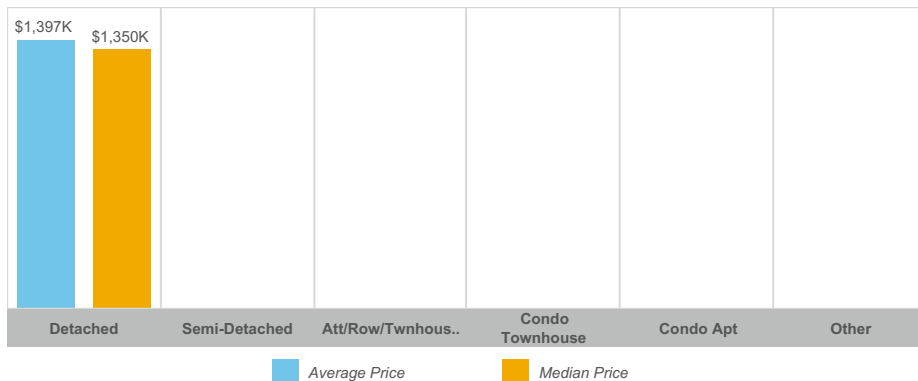 $1,397K
$1,350K
Detached
Semi-Detached
Att/Row/Twnhous..
Condo
Townhouse
Condo Apt
Other
Average Price
Median Price